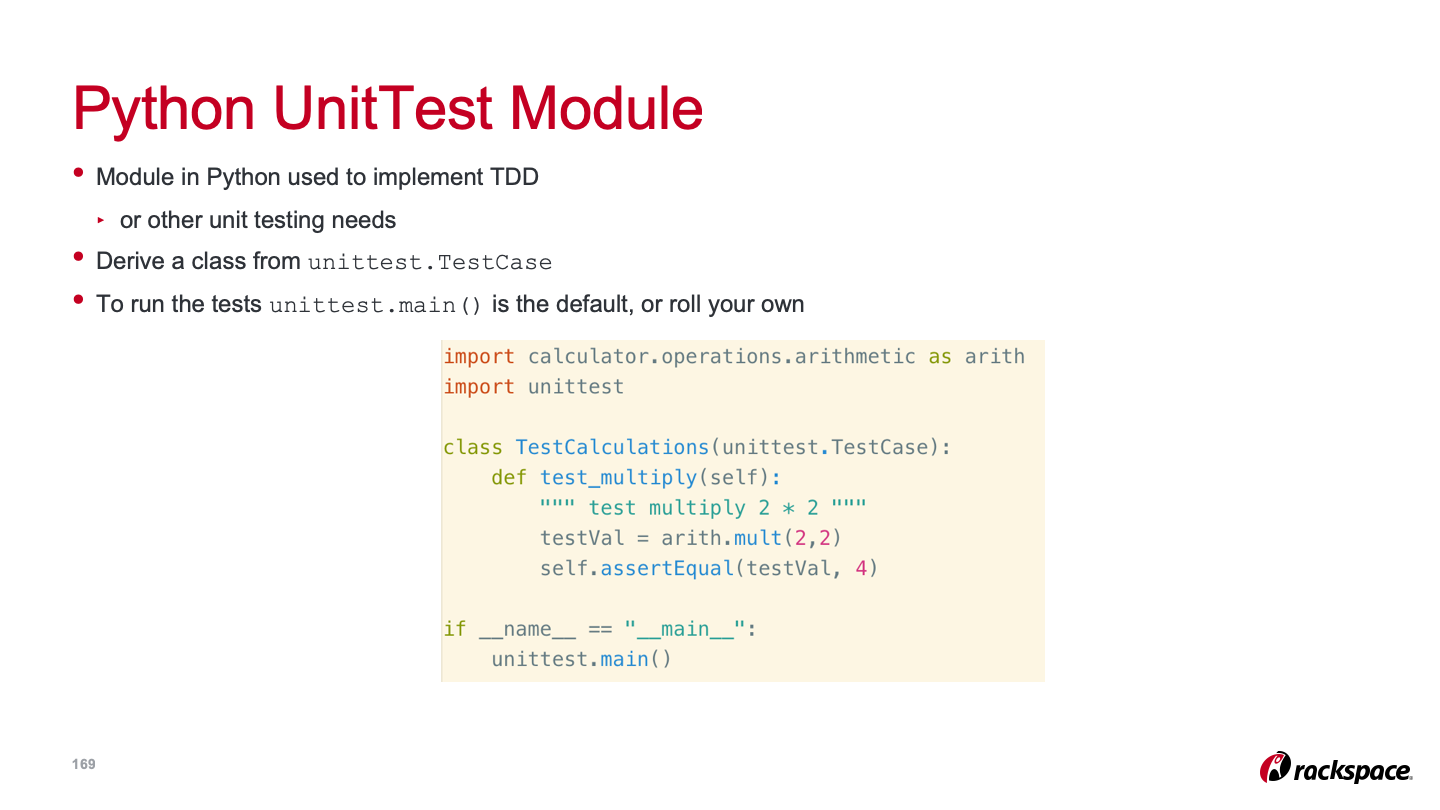 Python UnitTest Module
• Module in Python used to implement TDD
‣ or other unit testing needs
• Derive a class from unittest.TestCase
• To run the tests unittest.main() is the default, or roll your own
import calculator.operations.arithmetic as arith
import unittest

class TestCalculations(unittest.TestCase):
    def test_multiply(self):
        """ test multiply 2 * 2 """
        testVal = arith.mult(2,2)
        self.assertEqual(testVal, 4)

if __name__ == "__main__":
    unittest.main()
169
rackspace.